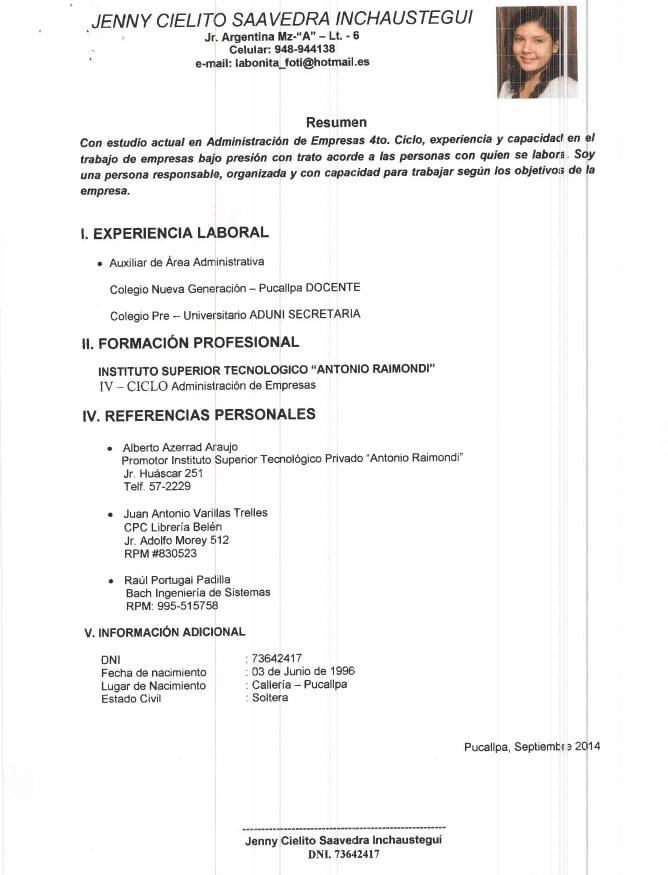 JENNY CIELITO SAAVEDRA INCHAUSTEGUI
Jr. Argentina Mz-“A” – Lt. - 6
Celular: 948-944138
e-mail: labonita_foti@hotmail.es
Resumen
Con estudio actual en Administración de Empresas 4to. Ciclo, experiencia y capacidad en el
trabajo de empresas bajo presión con trato acorde a las personas con quien se labora. Soy
una persona responsable, organizada y con capacidad para trabajar según los objetivos de la
empresa.
I. EXPERIENCIA LABORAL
• Auxiliar de Área Administrativa
Colegio Nueva Generación – Pucallpa DOCENTE
Colegio Pre – Universitario ADUNI SECRETARIA
II. FORMACIÓN PROFESIONAL
INSTITUTO SUPERIOR TECNOLOGICO “ANTONIO RAIMONDI”
IV – CICLO Administración de Empresas
IV. REFERENCIAS PERSONALES
• Alberto Azerrad Araujo
Promotor Instituto Superior Tecnológico Privado “Antonio Raimondi”
Jr. Huáscar 251
Telf. 57-2229
• Juan Antonio Varillas Trelles
CPC Librería Belén
Jr. Adolfo Morey 512
RPM #830523
• Raúl Portugal Padilla
Bach Ingeniería de Sistemas
RPM: 995-515758
V. INFORMACIÓN ADICIONAL
DNI : 73642417
Fecha de nacimiento : 03 de Junio de 1996
Lugar de Nacimiento : Callería – Pucallpa
Estado Civil : Soltera
Pucallpa, Septiembre 2014
Jenny Cielito Saavedra Inchaustegui
DNI. 73642417